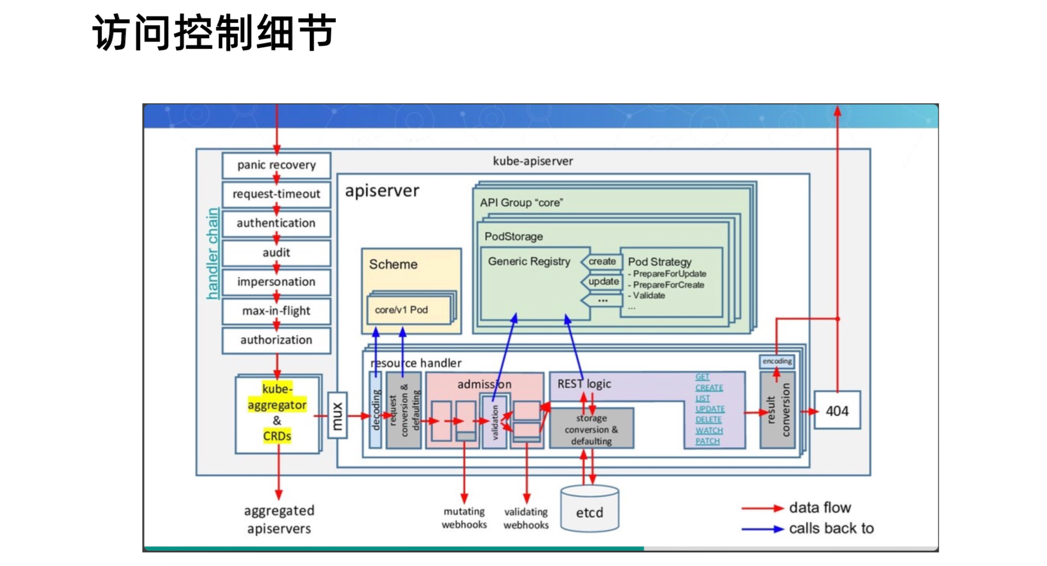 访问控制细节
kube-apiserver
handler chain
panic recovery
request-timeout
authentication
audit
impersonation
max-in-flight
authorization
kube-
aggregator
&
CRDs
aggregated
apiservers
mux
apiserver
Scheme
core/v1 Pod
API Group “core”
PodStorage
Generic Registry
create
update
...
Pod Strategy
- PrepareForUpdate
- PrepareForCreate
- Validate
...
resource handler
decoding
request
conversion &
defaulting
admission
validation
mutating
webhooks
validating
webhooks
REST logic
storage
conversion &
defaulting
etcd
GET
CREATE
LIST
UPDATE
DELETE
WATCH
PATCH
encoding
result
conversion
404
data flow
calls back to